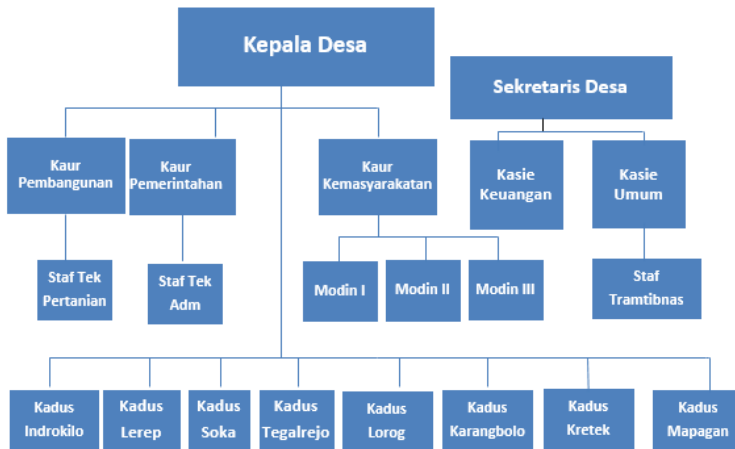 Kepala Desa
Sekretaris Desa
Kaur
Pembangunan
Kaur
Pemerintahan
Kaur
Kemasyarakatan
Kasie
Keuangan
Kasie
Umum
Staf Tek
Pertanian
Staf Tek
Adm
Modin I
Modin II
Modin III
Staf
Tramtibnas
Kadus
Indrokilo
Kadus
Lerep
Kadus
Soka
Kadus
Tegalrejo
Kadus
Lorog
Kadus
Karangbolo
Kadus
Kretek
Kadus
Mapagan